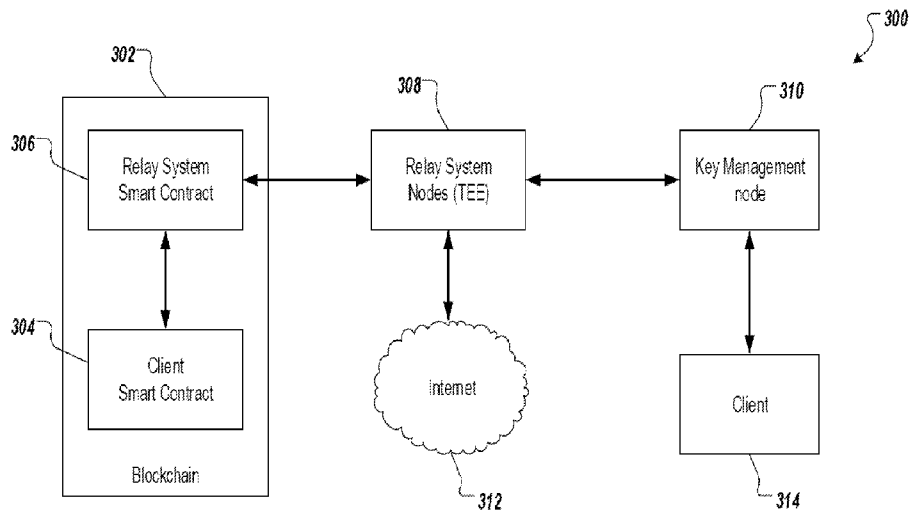 300
302
308
310
306
Relay System
Smart Contract
Relay System
Nodes (TEE)
Key Management
node
304
Client
Smart Contract
Internet
Client
Blockchain
312
314